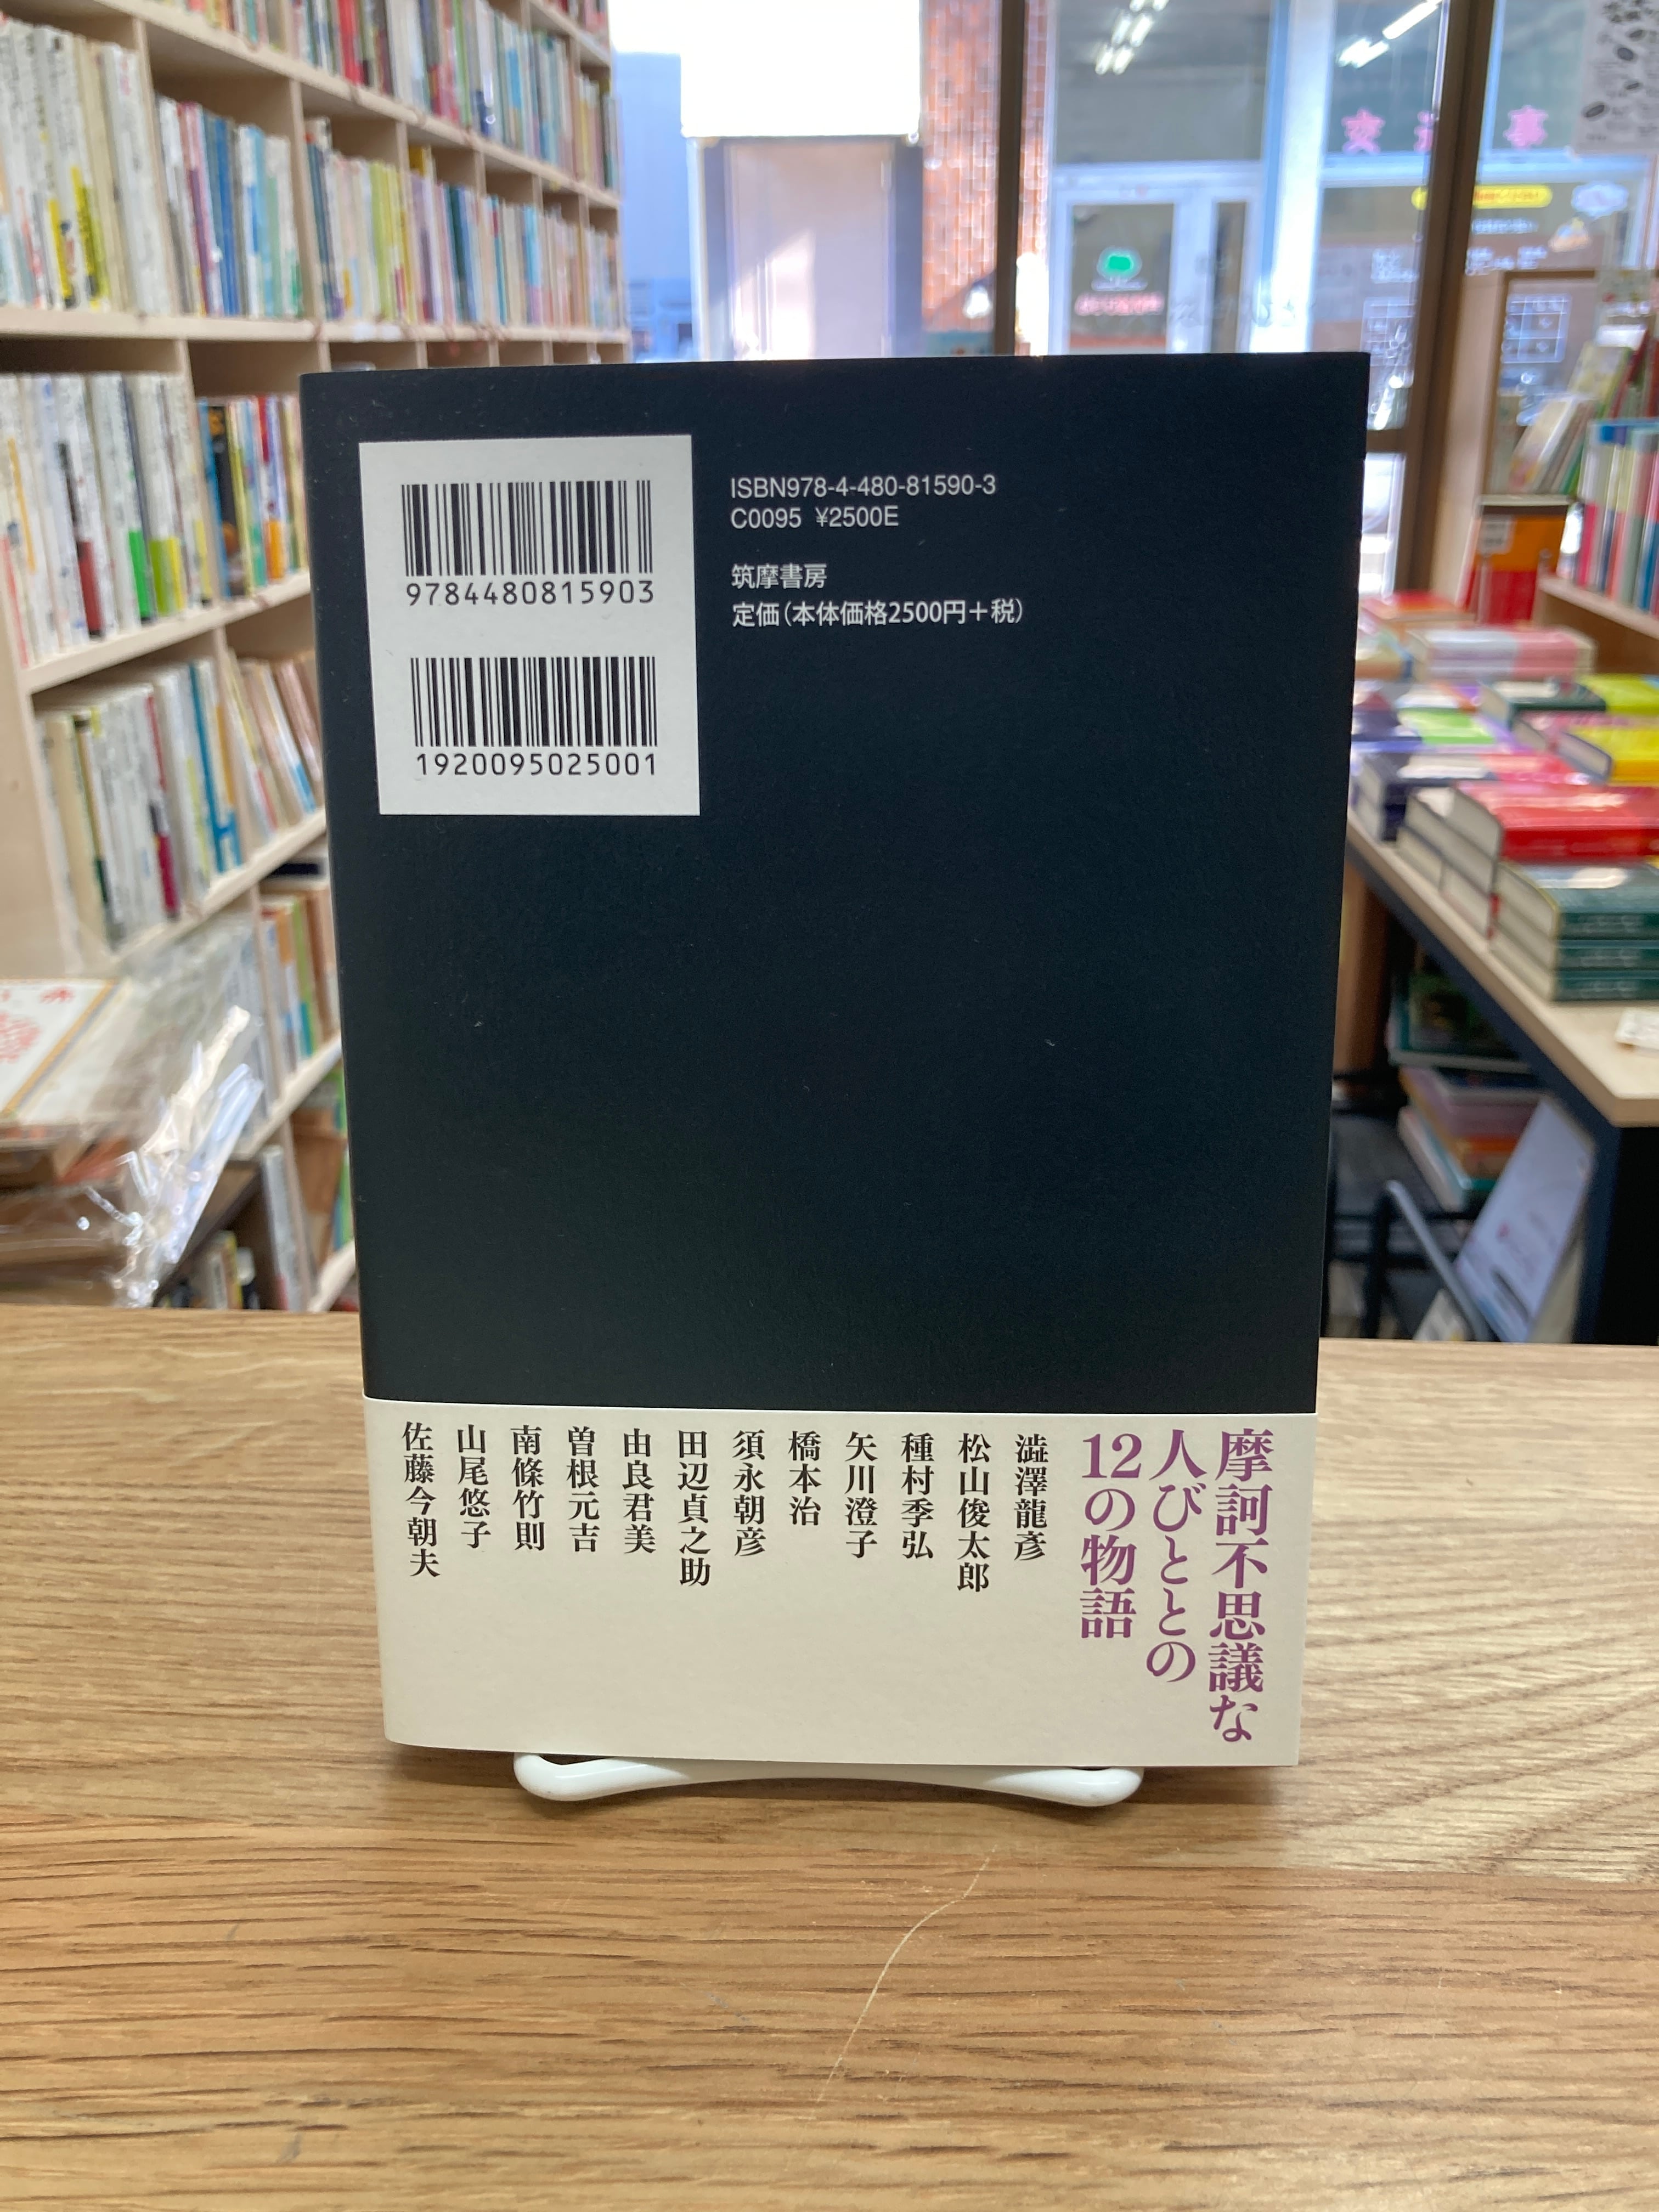 9784480815903
1920095025001
ISBN978-4-480-81590-3
C0095 ¥2500E
筑摩書房
定価(本体価格2500円+税)
摩訶不思議な
人びととの
12の物語
澁澤龍彥
松山俊太郎
種村季弘
矢川澄子
橋本治
須永朝彦
田辺貞之助
由良君美
曽根元吉
南條竹則
山尾悠子
佐藤今朝夫